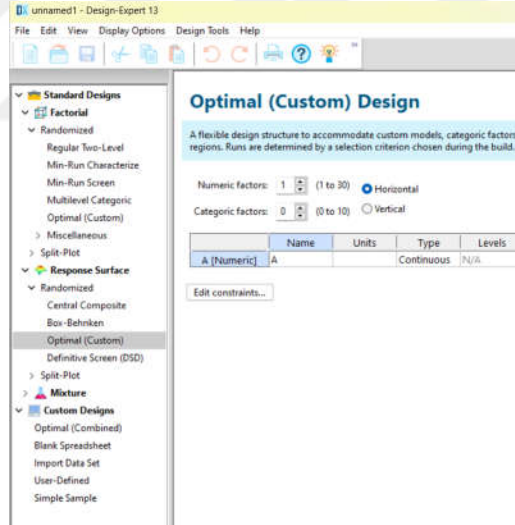 unnamed1 - Design-Expert 13
File Edit View Display Options Design Tools Help
Standard Designs
Factorial
Randomized
Regular Two-Level
Min-Run Characterize
Min-Run Screen
Multilevel Categoric
Optimal (Custom)
Miscellaneous
Split-Plot
Response Surface
Randomized
Central Composite
Box-Behnken
Optimal (Custom)
Definitive Screen (DSD)
Split-Plot
Mixture
Custom Designs
Optimal (Combined)
Blank Spreadsheet
Import Data Set
User-Defined
Simple Sample
Optimal (Custom) Design
A flexible design structure to accommodate custom models, categoric factors
regions. Runs are determined by a selection criterion chosen during the build.
Numeric factors: 1 (1 to 30) Horizontal
Categoric factors: 0 (0 to 10) Vertical
Name Units Type Levels
A [Numeric] A Continuous N/A
Edit constraints...